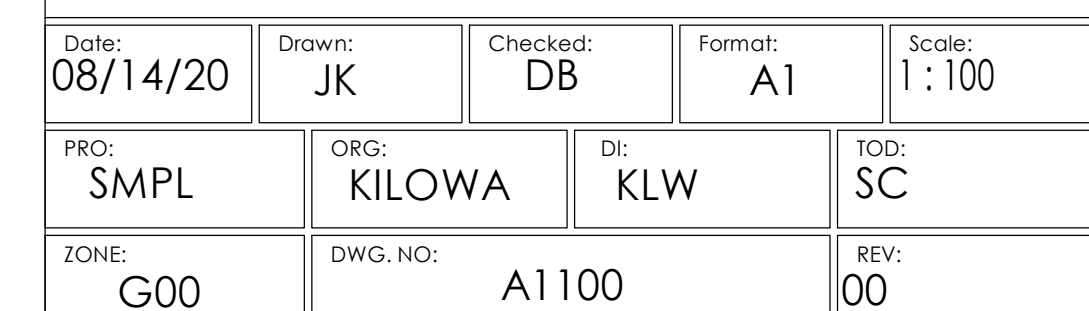 Date: Drawn: Checked: Format: Scale:
08/14/20 JK DB A1 1 : 100
PRO: ORG: DI: TOD:
SMPL KILOWA KLW SC
ZONE: DWG. NO: REV:
G00 A1100 00